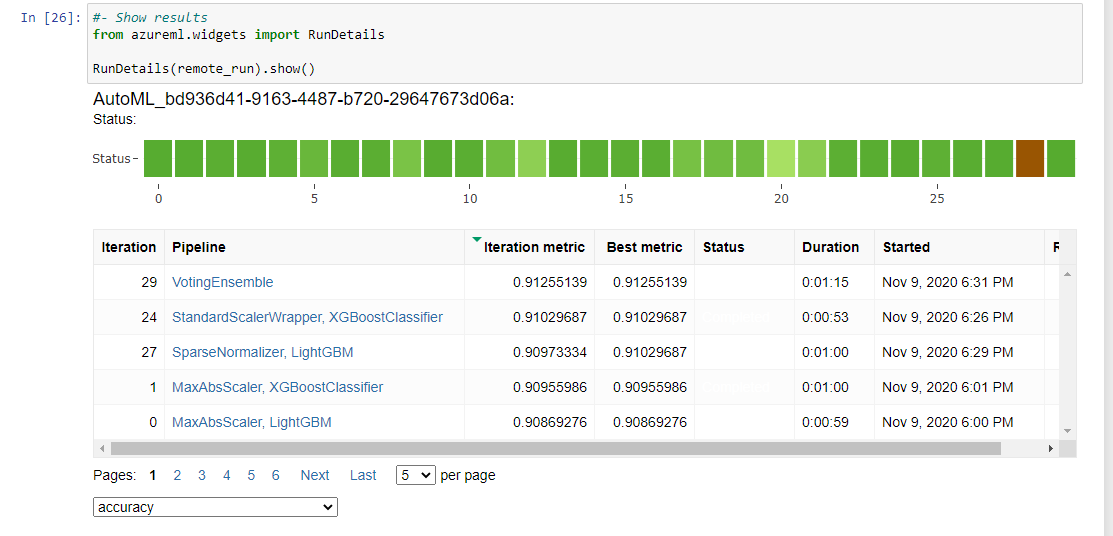 In [26]:
#- Show results
from azureml.widgets import RunDetails
RunDetails(remote_run).show()
AutoML_bd936d41-9163-4487-b720-29647673d06a:
Status:
Status
0 5 10 15 20 25
Iteration Pipeline Iteration metric Best metric Status Duration Started
29 VotingEnsemble 0.91255139 0.91255139 0:01:15 Nov 9, 2020 6:31 PM
24 StandardScalerWrapper, XGBoostClassifier 0.91029687 0.91029687 0:00:53 Nov 9, 2020 6:26 PM
27 SparseNormalizer, LightGBM 0.90973334 0.91029687 0:01:00 Nov 9, 2020 6:29 PM
1 MaxAbsScaler, XGBoostClassifier 0.90955986 0.90955986 0:01:00 Nov 9, 2020 6:01 PM
0 MaxAbsScaler, LightGBM 0.90869276 0.90869276 0:00:59 Nov 9, 2020 6:00 PM
Pages: 1 2 3 4 5 6 Next Last 5 per page
accuracy